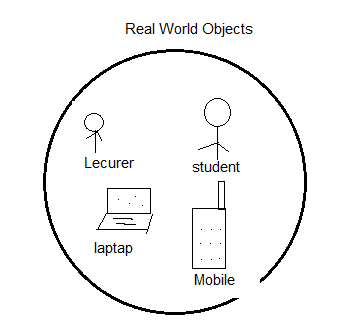 Real World Objects
Lecurer
student
laptap
Mobile